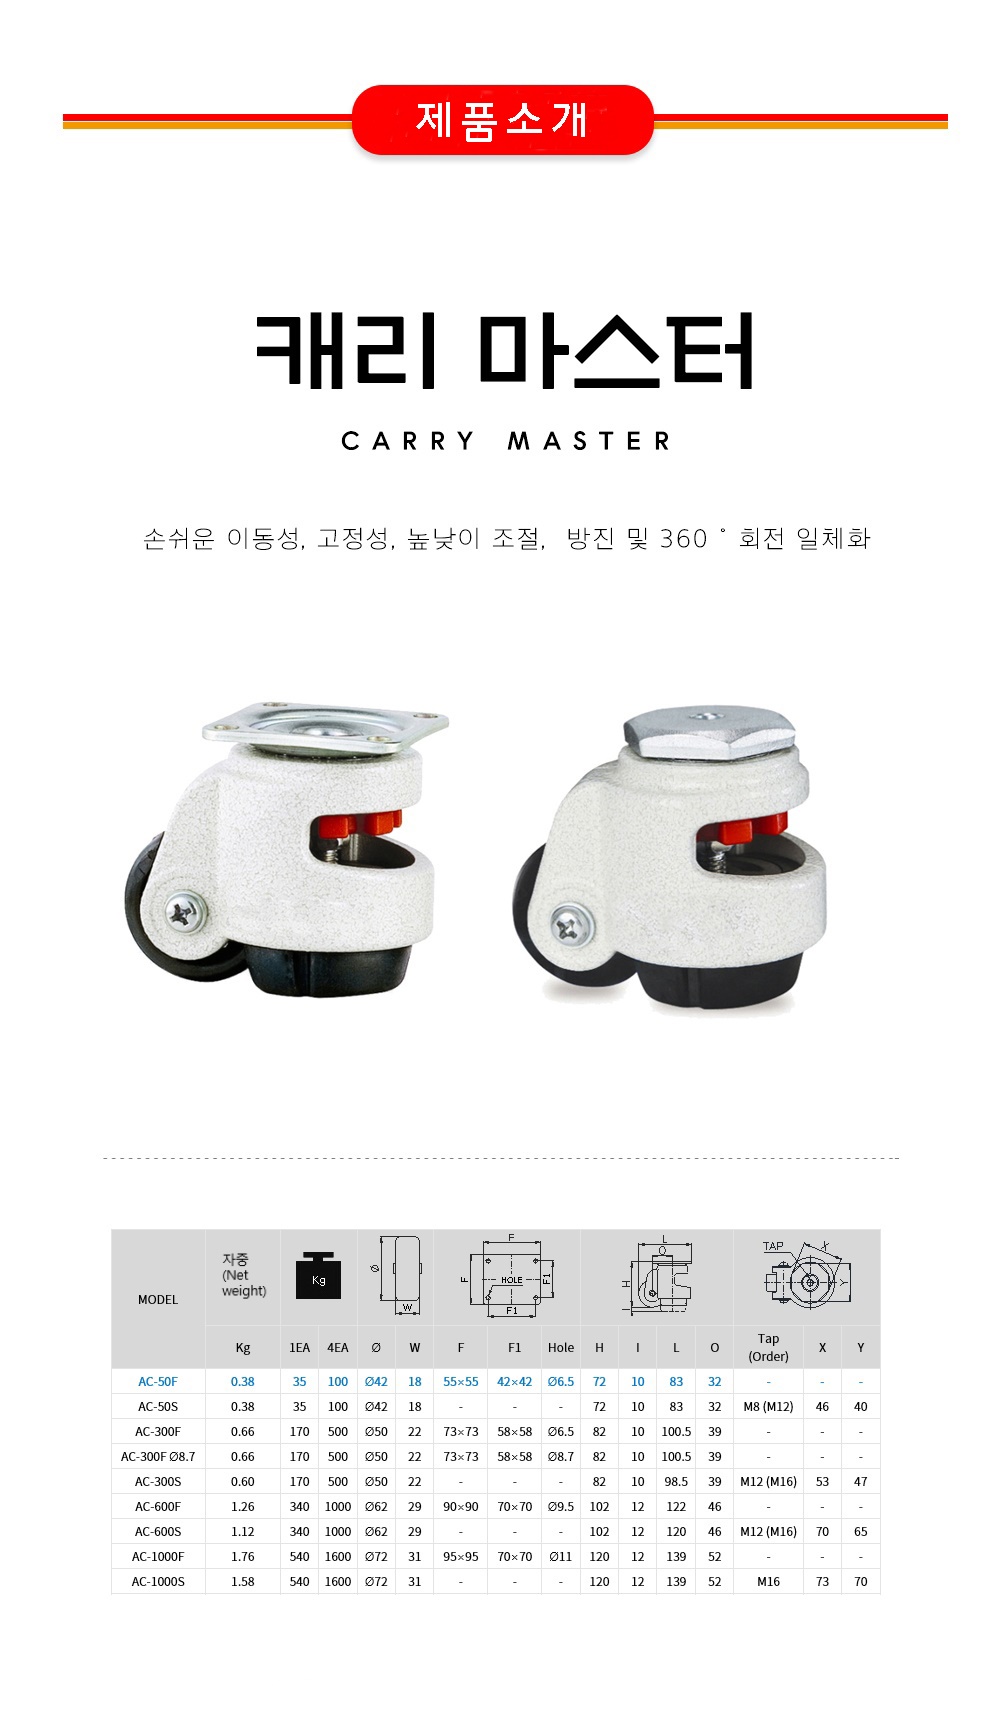 제품소개
캐리 마스터
CARRY MASTER
손쉬운 이동성, 고정성, 높낮이 조절, 방진 및 360 ˚ 회전 일체화
MODEL 자중 (Net weight) Kg Ø W F F HOLE F1 F1 L O H I TAP X Y
Kg 1EA 4EA Ø W F F1 Hole H I L O Tap (Order) X Y
AC-50F 0.38 35 100 Ø42 18 55×55 42×42 Ø6.5 72 10 83 32 - - -
AC-50S 0.38 35 100 Ø42 18 - - - 72 10 83 32 M8 (M12) 46 40
AC-300F 0.66 170 500 Ø50 22 73×73 58×58 Ø6.5 82 10 100.5 39 - - -
AC-300F Ø8.7 0.66 170 500 Ø50 22 73×73 58×58 Ø8.7 82 10 100.5 39 - - -
AC-300S 0.60 170 500 Ø50 22 - - - 82 10 98.5 39 M12 (M16) 53 47
AC-600F 1.26 340 1000 Ø62 29 90×90 70×70 Ø9.5 102 12 122 46 - - -
AC-600S 1.12 340 1000 Ø62 29 - - - 102 12 120 46 M12 (M16) 70 65
AC-1000F 1.76 540 1600 Ø72 31 95×95 70×70 Ø11 120 12 139 52 - - -
AC-1000S 1.58 540 1600 Ø72 31 - - - 120 12 139 52 M16 73 70